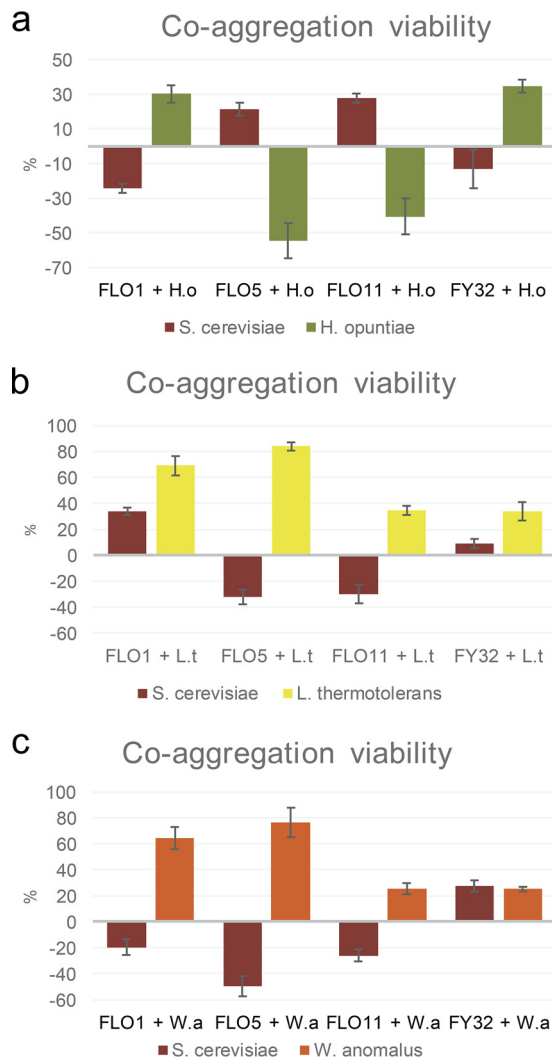 a
Co-aggregation viability
50
30
10
-10
-30
-50
-70
%
FLO1 + H.o FLO5 + H.o FLO11 + H.o FY32 + H.o
S. cerevisiae H. opuntiae
b
Co-aggregation viability
100
80
60
40
20
0
-20
-40
-60
%
FLO1 + L.t FLO5 + L.t FLO11 + L.t FY32 + L.t
S. cerevisiae L. thermotolerans
c
Co-aggregation viability
100
80
60
40
20
0
-20
-40
-60
%
FLO1 + W.a FLO5 + W.a FLO11 + W.a FY32 + W.a
S. cerevisiae W. anomalus